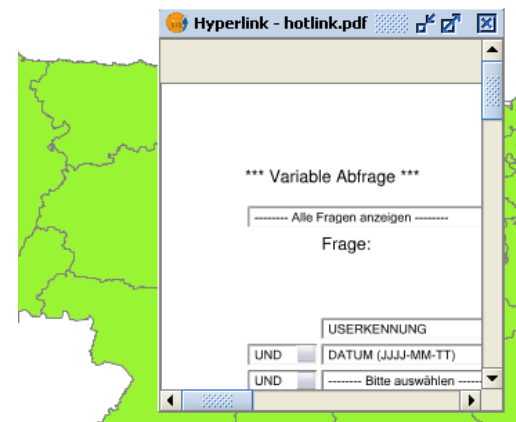 Hyperlink - hotlink.pdf
*** Variable Abfrage ***
-------- Alle Fragen anzeigen --------
Frage:
USERKENNUNG
UND DATUM (JJJJ-MM-TT)
UND -------- Bitte auswählen ----